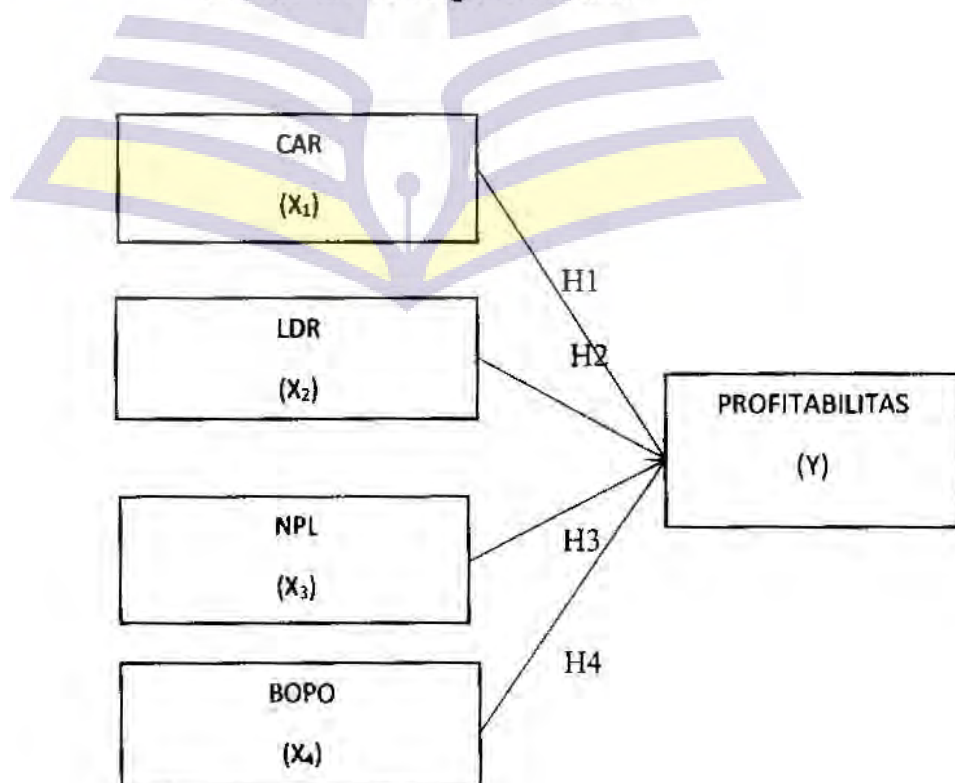 CAR
(X₁)
H1
LDR
(X₂)
H2
PROFITABILITAS
(Y)
NPL
(X₃)
H3
BOPO
(X₄)
H4